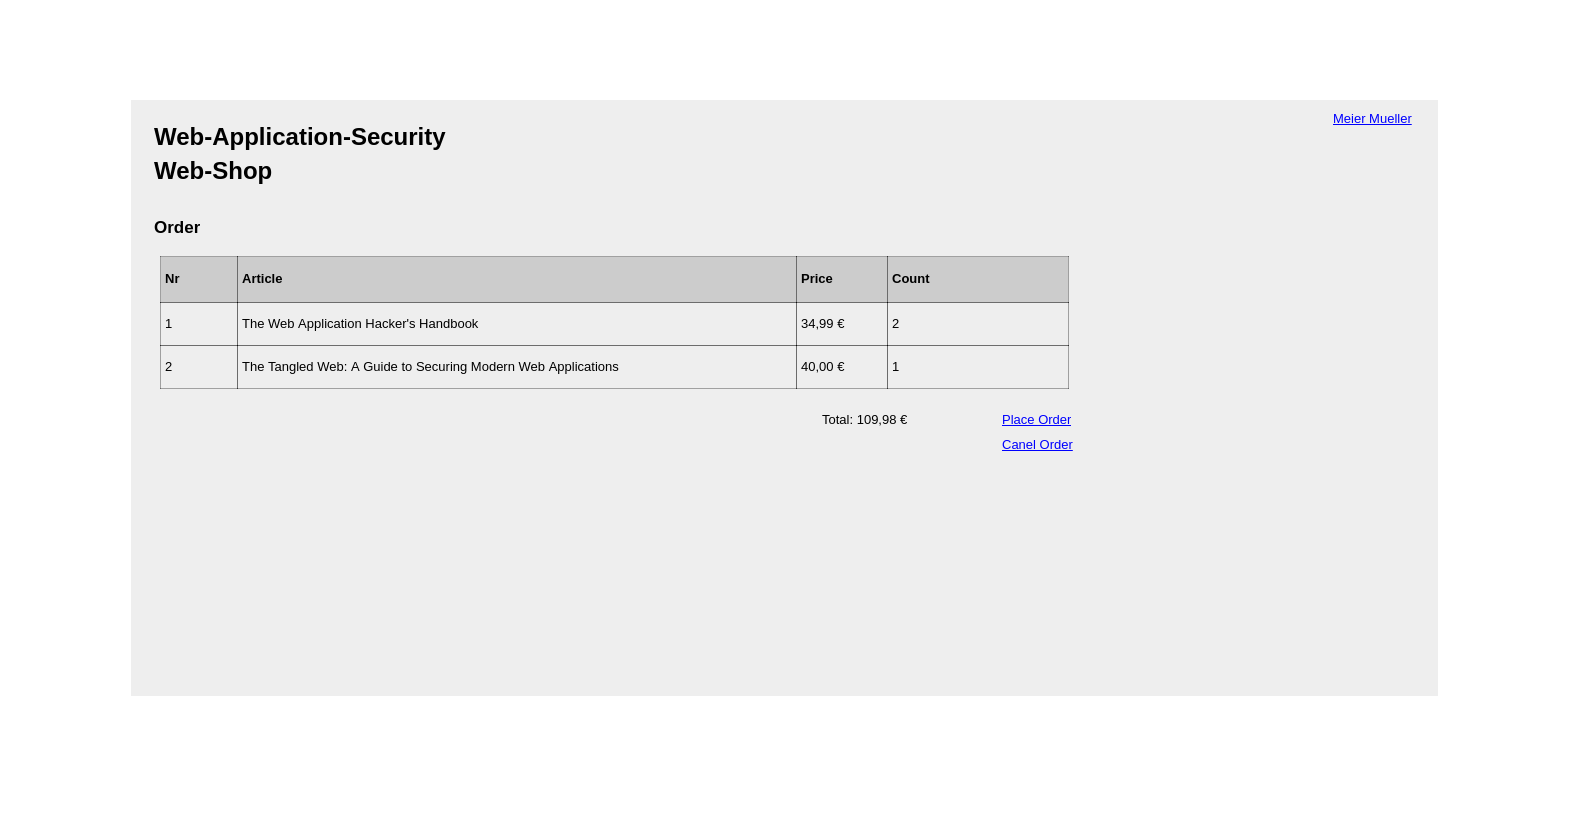 Meier Mueller
Web-Application-Security
Web-Shop
Order
Nr Article Price Count
1 The Web Application Hacker's Handbook 34,99 € 2
2 The Tangled Web: A Guide to Securing Modern Web Applications 40,00 € 1
Total: 109,98 € Place Order
Canel Order